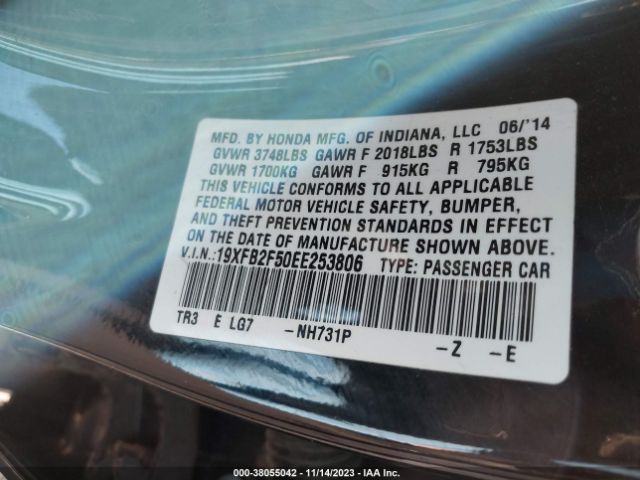 MFD. BY HONDA MFG. OF INDIANA, LLC 06/'14
GVWR 3748LBS GAWR F 2018LBS R 1753LBS
GVWR 1700KG GAWR F 915KG R 795KG
THIS VEHICLE CONFORMS TO ALL APPLICABLE
FEDERAL MOTOR VEHICLE SAFETY, BUMPER,
AND THEFT PREVENTION STANDARDS IN EFFECT
ON THE DATE OF MANUFACTURE SHOWN ABOVE.
V.I.N.:19XFB2F50EE253806 TYPE: PASSENGER CAR
TR3 E LG7 -NH731P -Z -E
000-38055042 - 11/14/2023 - IAA Inc.